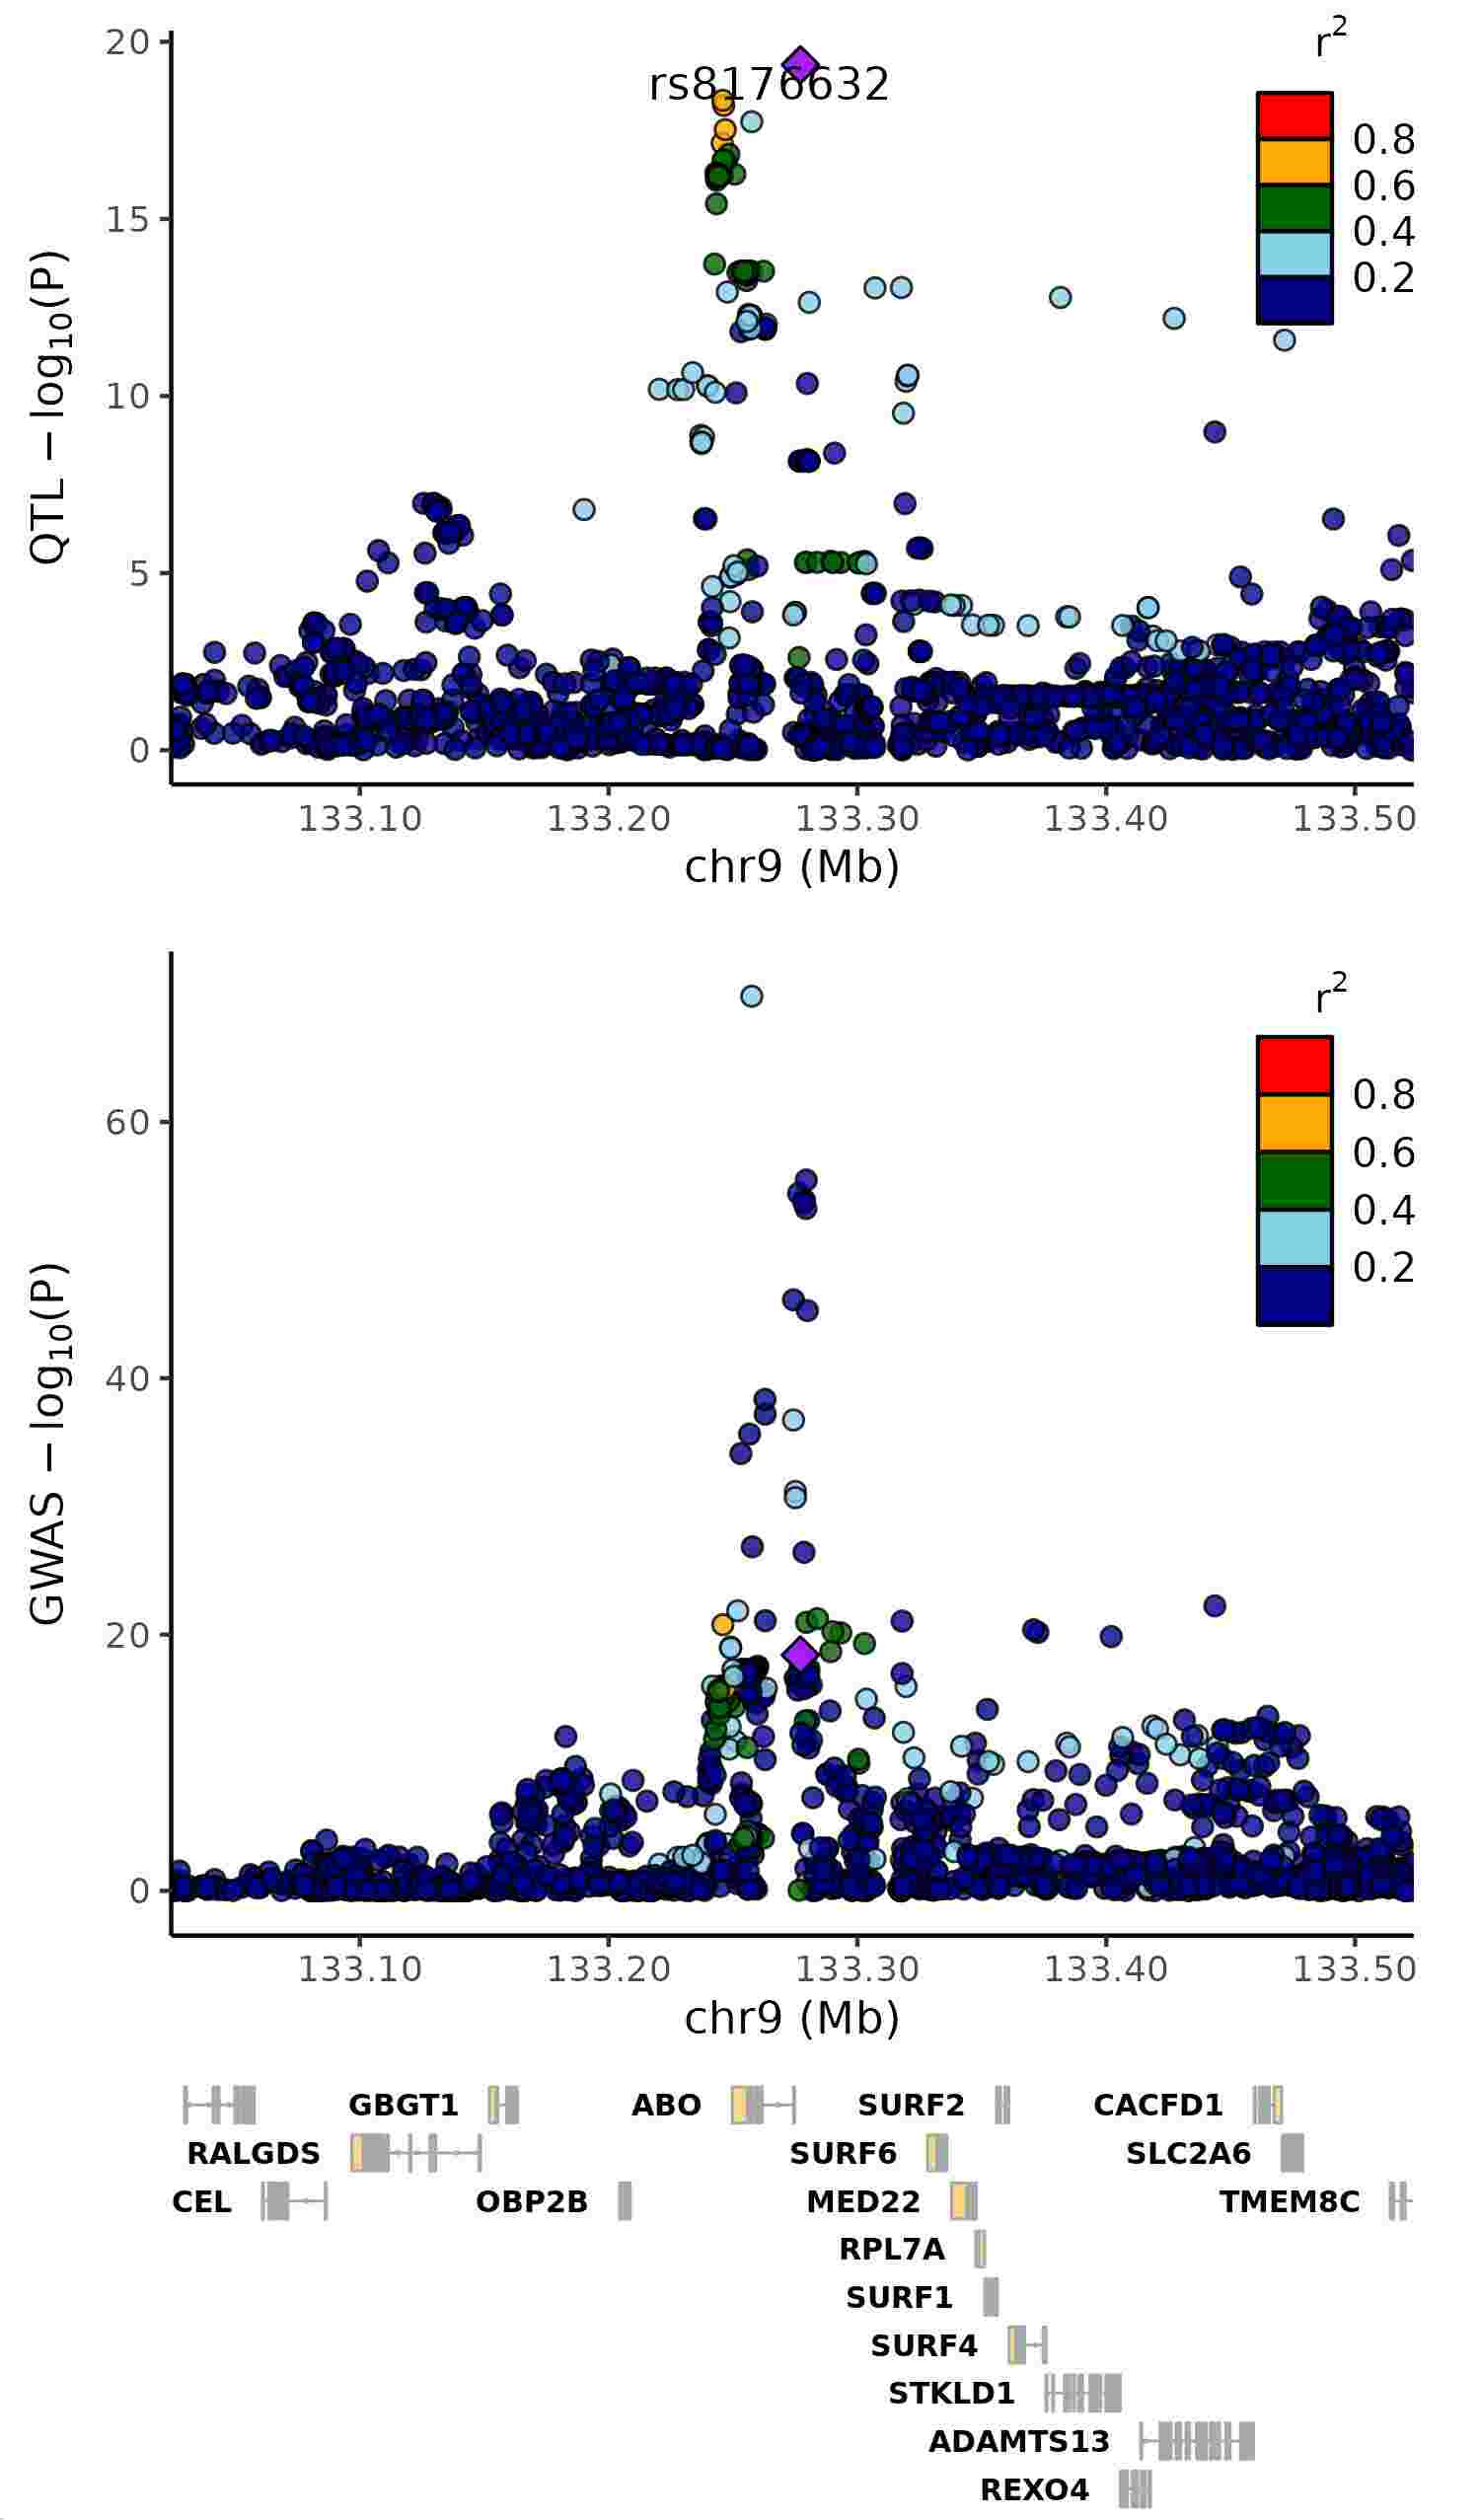 20
15
10
5
0
QTL −log10(P)
rs8176632
r2
0.8
0.6
0.4
0.2
133.10 133.20 133.30 133.40 133.50
chr9 (Mb)
60
40
20
0
GWAS −log10(P)
r2
0.8
0.6
0.4
0.2
133.10 133.20 133.30 133.40 133.50
chr9 (Mb)
GBGT1 ABO SURF2 CACFD1
RALGDS SURF6 SLC2A6
CEL OBP2B MED22 TMEM8C
RPL7A
SURF1
SURF4
STKLD1
ADAMTS13
REXO4